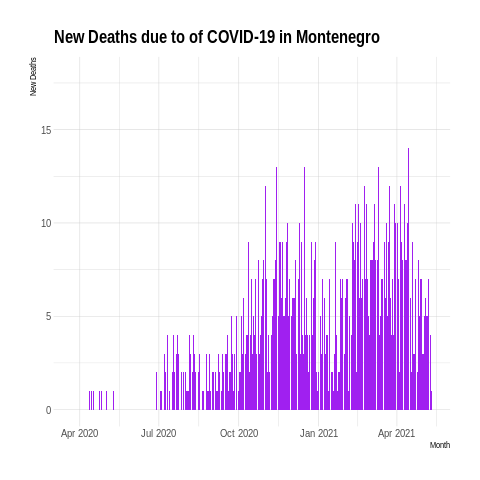 New Deaths due to of COVID-19 in Montenegro
New Deaths
15
10
5
0
Apr 2020 Jul 2020 Oct 2020 Jan 2021 Apr 2021
Month